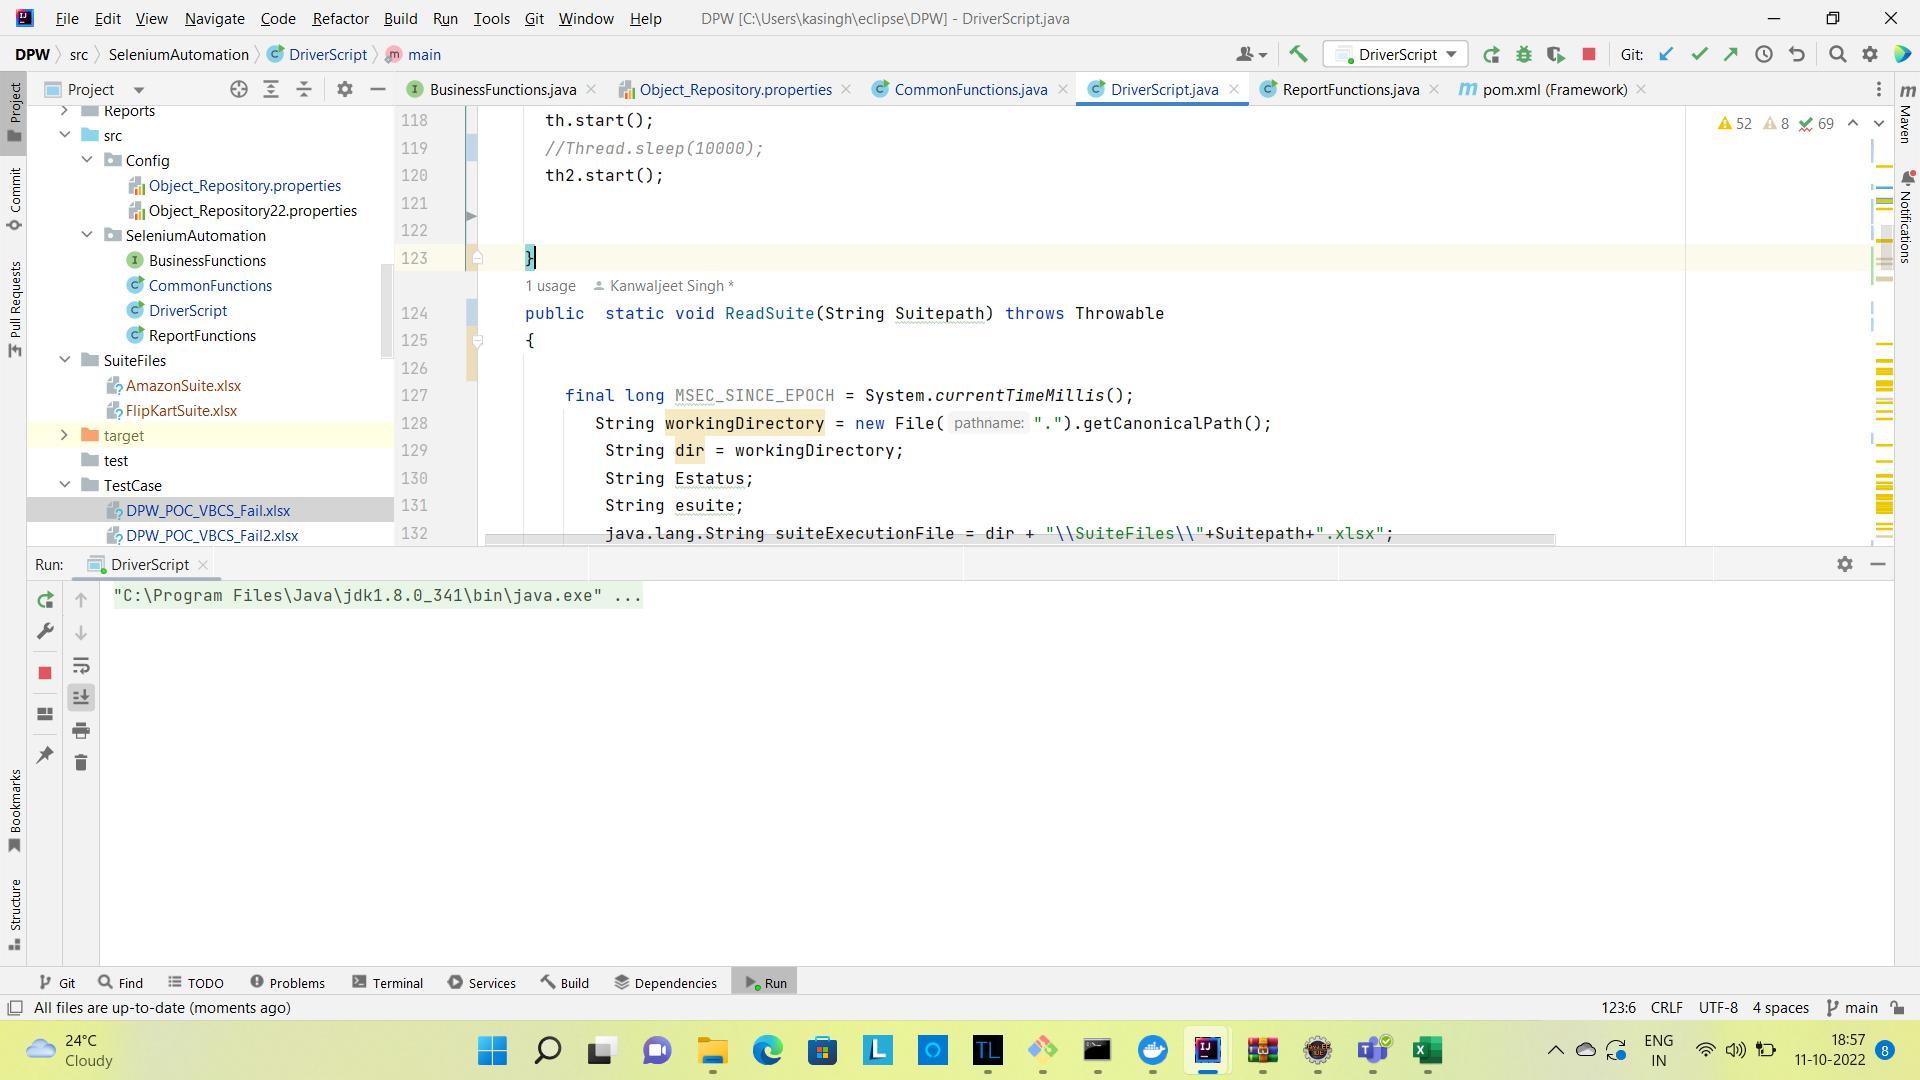 File Edit View Navigate Code Refactor Build Run Tools Git Window Help DPW [C:\Users\kasingh\eclipse\DPW] - DriverScript.java
DPW src SeleniumAutomation DriverScript main DriverScript Git:
Project BusinessFunctions.java Object_Repository.properties CommonFunctions.java DriverScript.java ReportFunctions.java pom.xml (Framework)
Project
Commit
Pull Requests
Bookmarks
Structure
Maven
Notifications
Reports
src
Config
Object_Repository.properties
Object_Repository22.properties
SeleniumAutomation
BusinessFunctions
CommonFunctions
DriverScript
ReportFunctions
SuiteFiles
AmazonSuite.xlsx
FlipKartSuite.xlsx
target
test
TestCase
DPW_POC_VBCS_Fail.xlsx
DPW_POC_VBCS_Fail2.xlsx
52 8 69
118 th.start();
119 //Thread.sleep(10000);
120 th2.start();
121
122
123 }
1 usage Kanwaljeet Singh *
124 public static void ReadSuite(String Suitepath) throws Throwable
125 {
126
127 final long MSEC_SINCE_EPOCH = System.currentTimeMillis();
128 String workingDirectory = new File( pathname: ".").getCanonicalPath();
129 String dir = workingDirectory;
130 String Estatus;
131 String esuite;
132 java.lang.String suiteExecutionFile = dir + "\\SuiteFiles\\"+Suitepath+".xlsx";
Run: DriverScript
"C:\Program Files\Java\jdk1.8.0_341\bin\java.exe" ...
Git Find TODO Problems Terminal Services Build Dependencies Run
All files are up-to-date (moments ago) 123:6 CRLF UTF-8 4 spaces main
24°C
Cloudy
L
TL
ENG
IN
18:57
11-10-2022
8